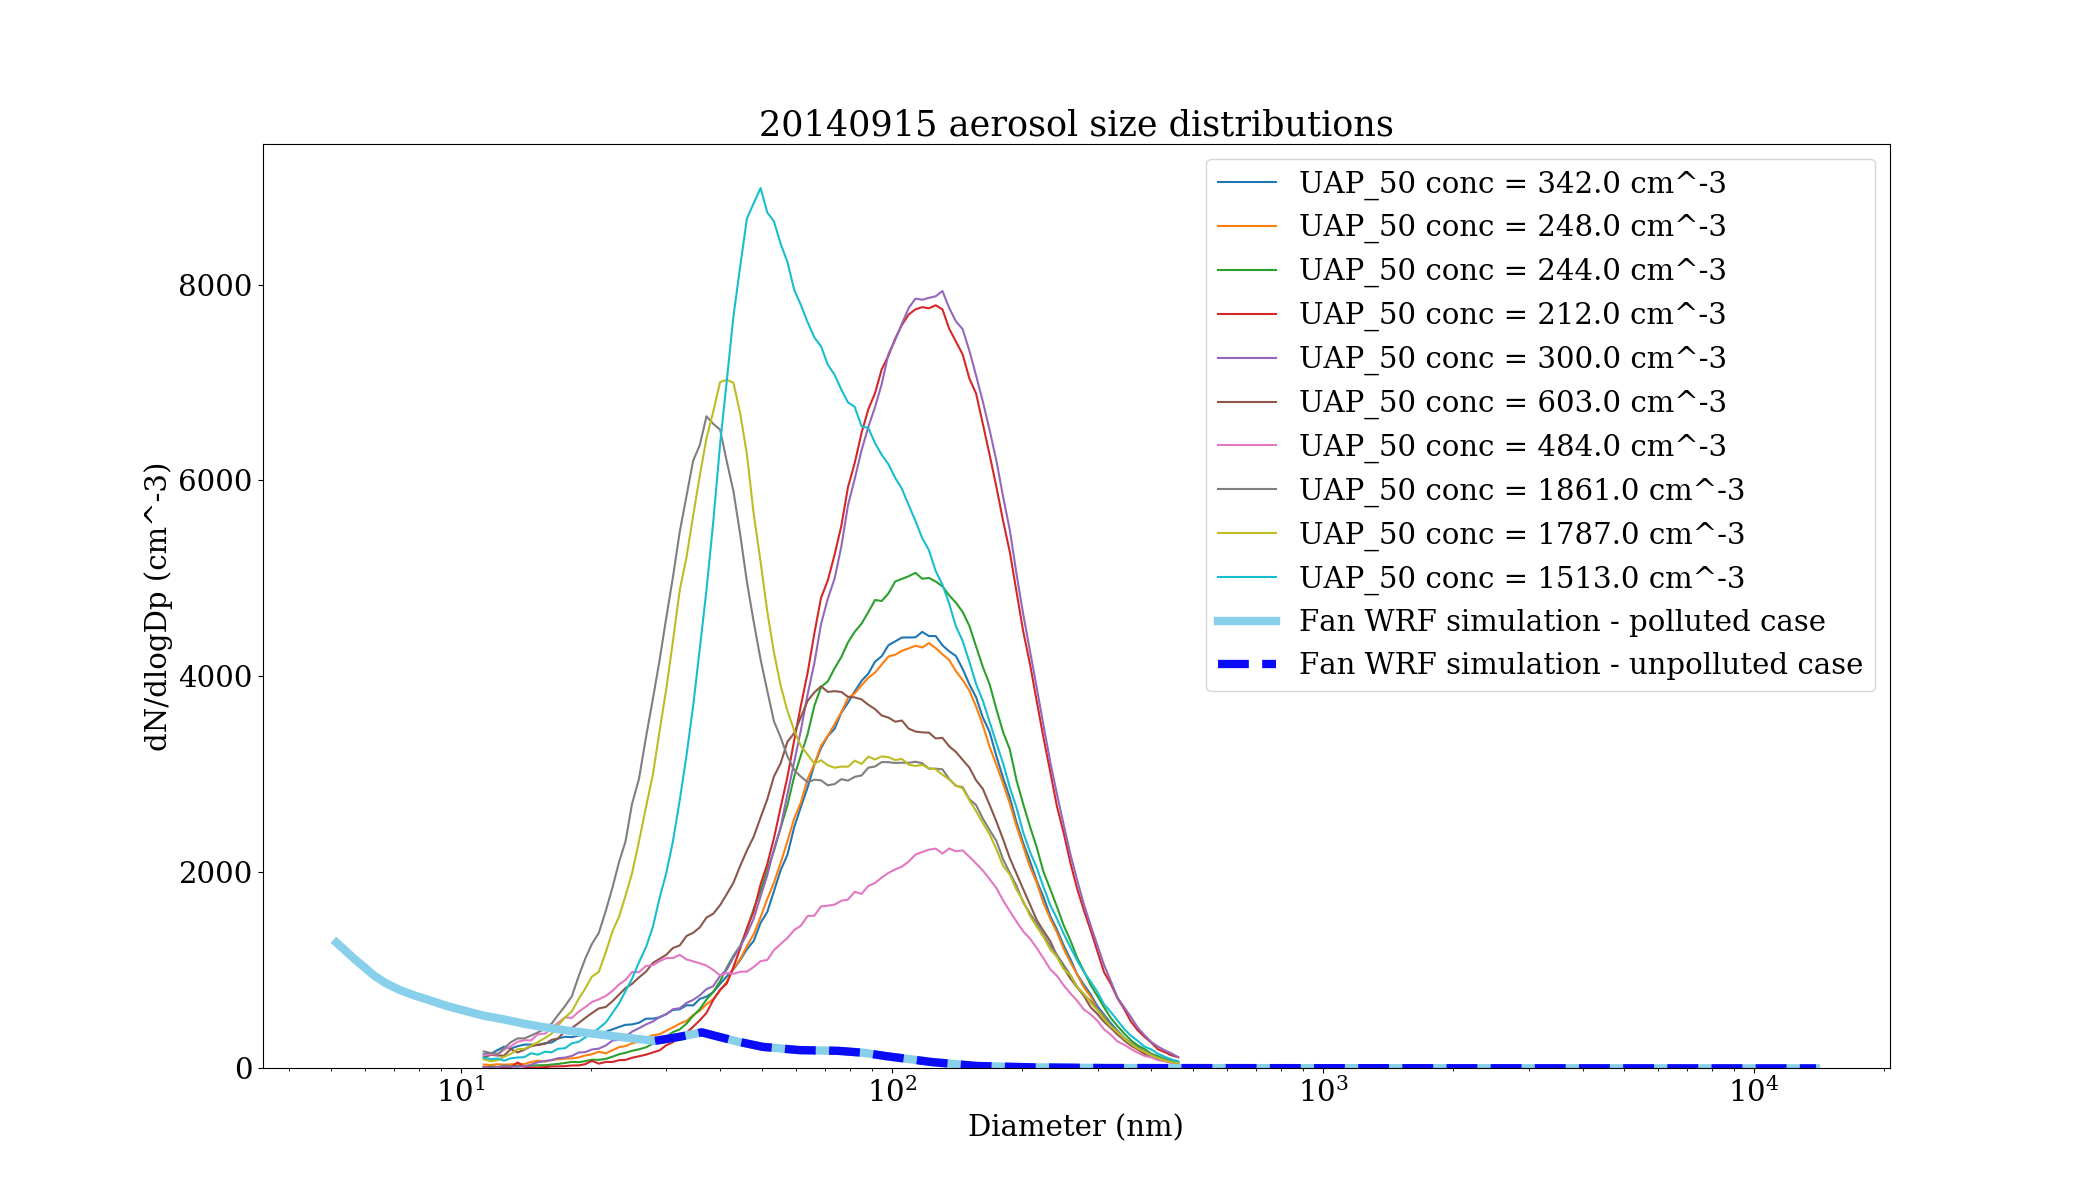 20140915 aerosol size distributions
dN/dlogDp (cm^-3)
8000
6000
4000
2000
0
UAP_50 conc = 342.0 cm^-3
UAP_50 conc = 248.0 cm^-3
UAP_50 conc = 244.0 cm^-3
UAP_50 conc = 212.0 cm^-3
UAP_50 conc = 300.0 cm^-3
UAP_50 conc = 603.0 cm^-3
UAP_50 conc = 484.0 cm^-3
UAP_50 conc = 1861.0 cm^-3
UAP_50 conc = 1787.0 cm^-3
UAP_50 conc = 1513.0 cm^-3
Fan WRF simulation - polluted case
Fan WRF simulation - unpolluted case
10¹ 10² 10³ 10⁴
Diameter (nm)